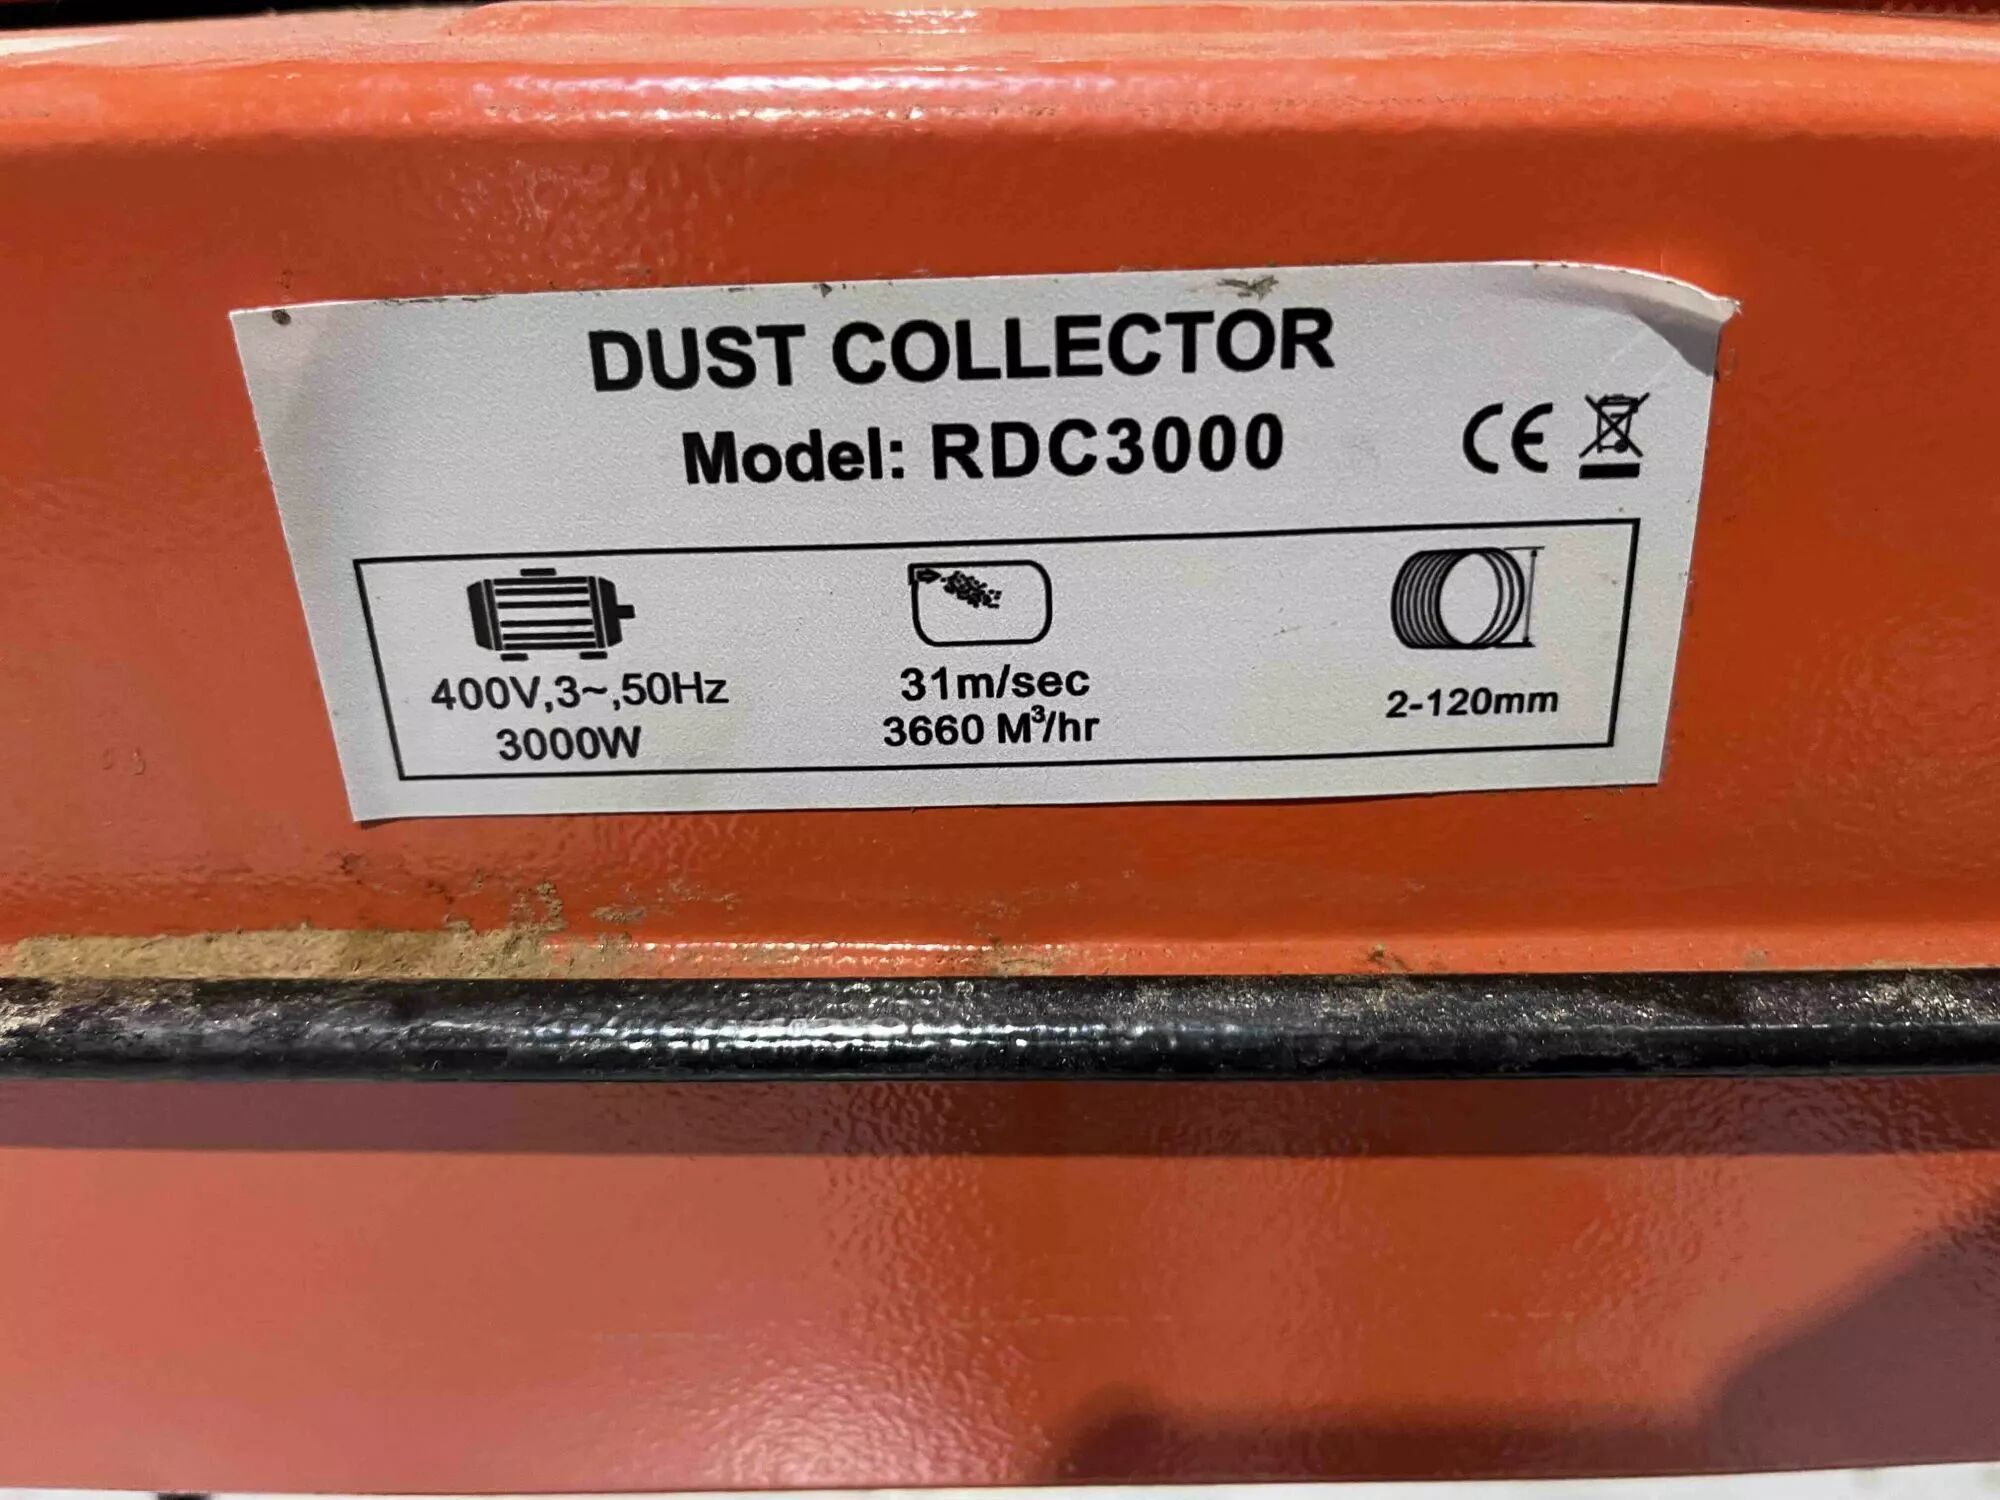 DUST COLLECTOR
Model: RDC3000
CE
400V,3~,50Hz
3000W
31m/sec
3660 M³/hr
2-120mm